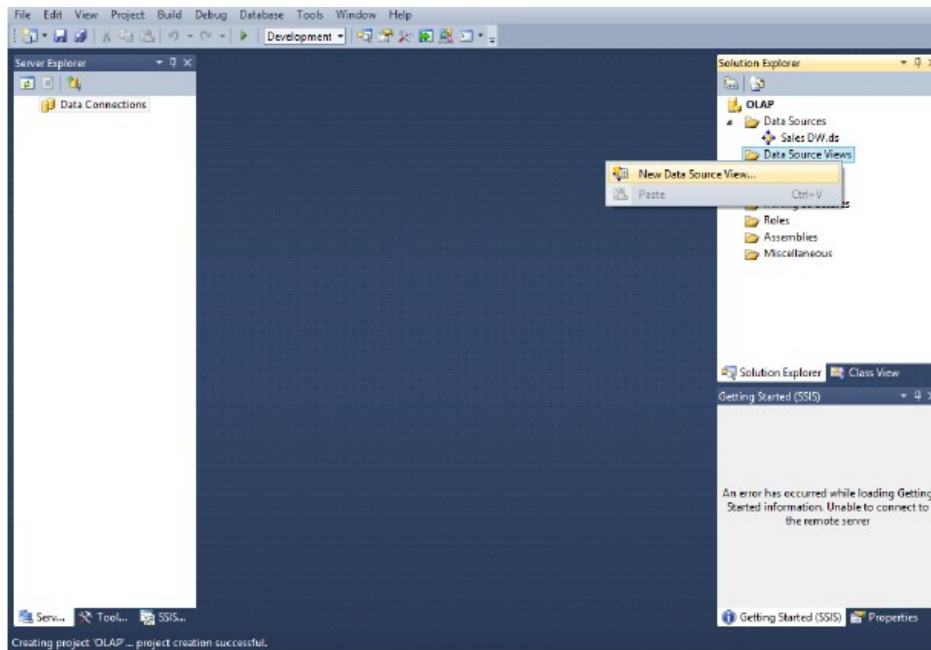 File Edit View Project Build Debug Database Tools Window Help
Development
Server Explorer
Data Connections
Solution Explorer
OLAP
Data Sources
Sales DW.ds
Data Source Views
New Data Source View...
Paste Ctrl+V
Roles
Assemblies
Miscellaneous
Solution Explorer Class View
Getting Started (SSIS)
An error has occurred while loading Getting
Started information. Unable to connect to
the remote server
Serv... Tool... SSIS...
Getting Started (SSIS) Properties
Creating project 'OLAP'... project creation successful.